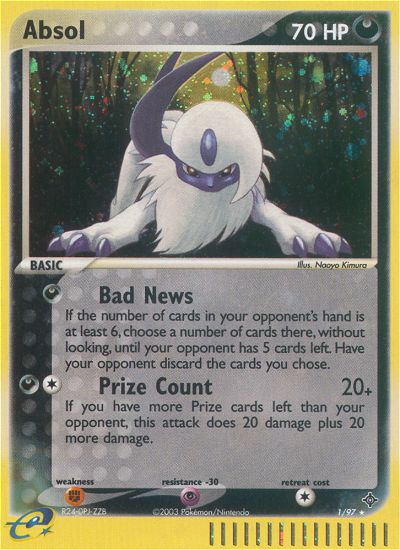 Absol 70 HP
BASIC Illus. Naoyo Kimura
Bad News
If the number of cards in your opponent's hand is
at least 6, choose a number of cards there, without
looking, until your opponent has 5 cards left. Have
your opponent discard the cards you chose.
Prize Count 20+
If you have more Prize cards left than your
opponent, this attack does 20 damage plus 20
more damage.
weakness resistance -30 retreat cost
R24-0PJ-ZZB ©2003 Pokémon/Nintendo 1/97 ★
e